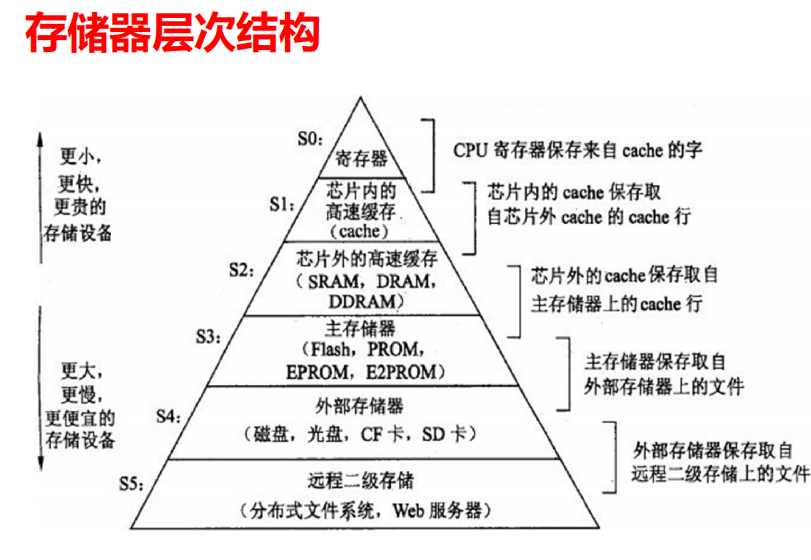 存储器层次结构
更小，
更快，
更贵的
存储设备
更大，
更慢，
更便宜的
存储设备
S0：
寄存器
CPU 寄存器保存来自 cache 的字
S1：
芯片内的
高速缓存
（cache）
芯片内的 cache 保存取
自芯片外 cache 的 cache 行
S2：
芯片外的高速缓存
（SRAM，DRAM，
DDRAM）
芯片外的cache保存取自
主存储器上的cache 行
S3：
主存储器
（Flash，PROM，
EPROM，E2PROM）
主存储器保存取自
外部存储器上的文件
S4：
外部存储器
（磁盘，光盘，CF 卡，SD 卡）
外部存储器保存取自
远程二级存储上的文件
S5：
远程二级存储
（分布式文件系统，Web 服务器）